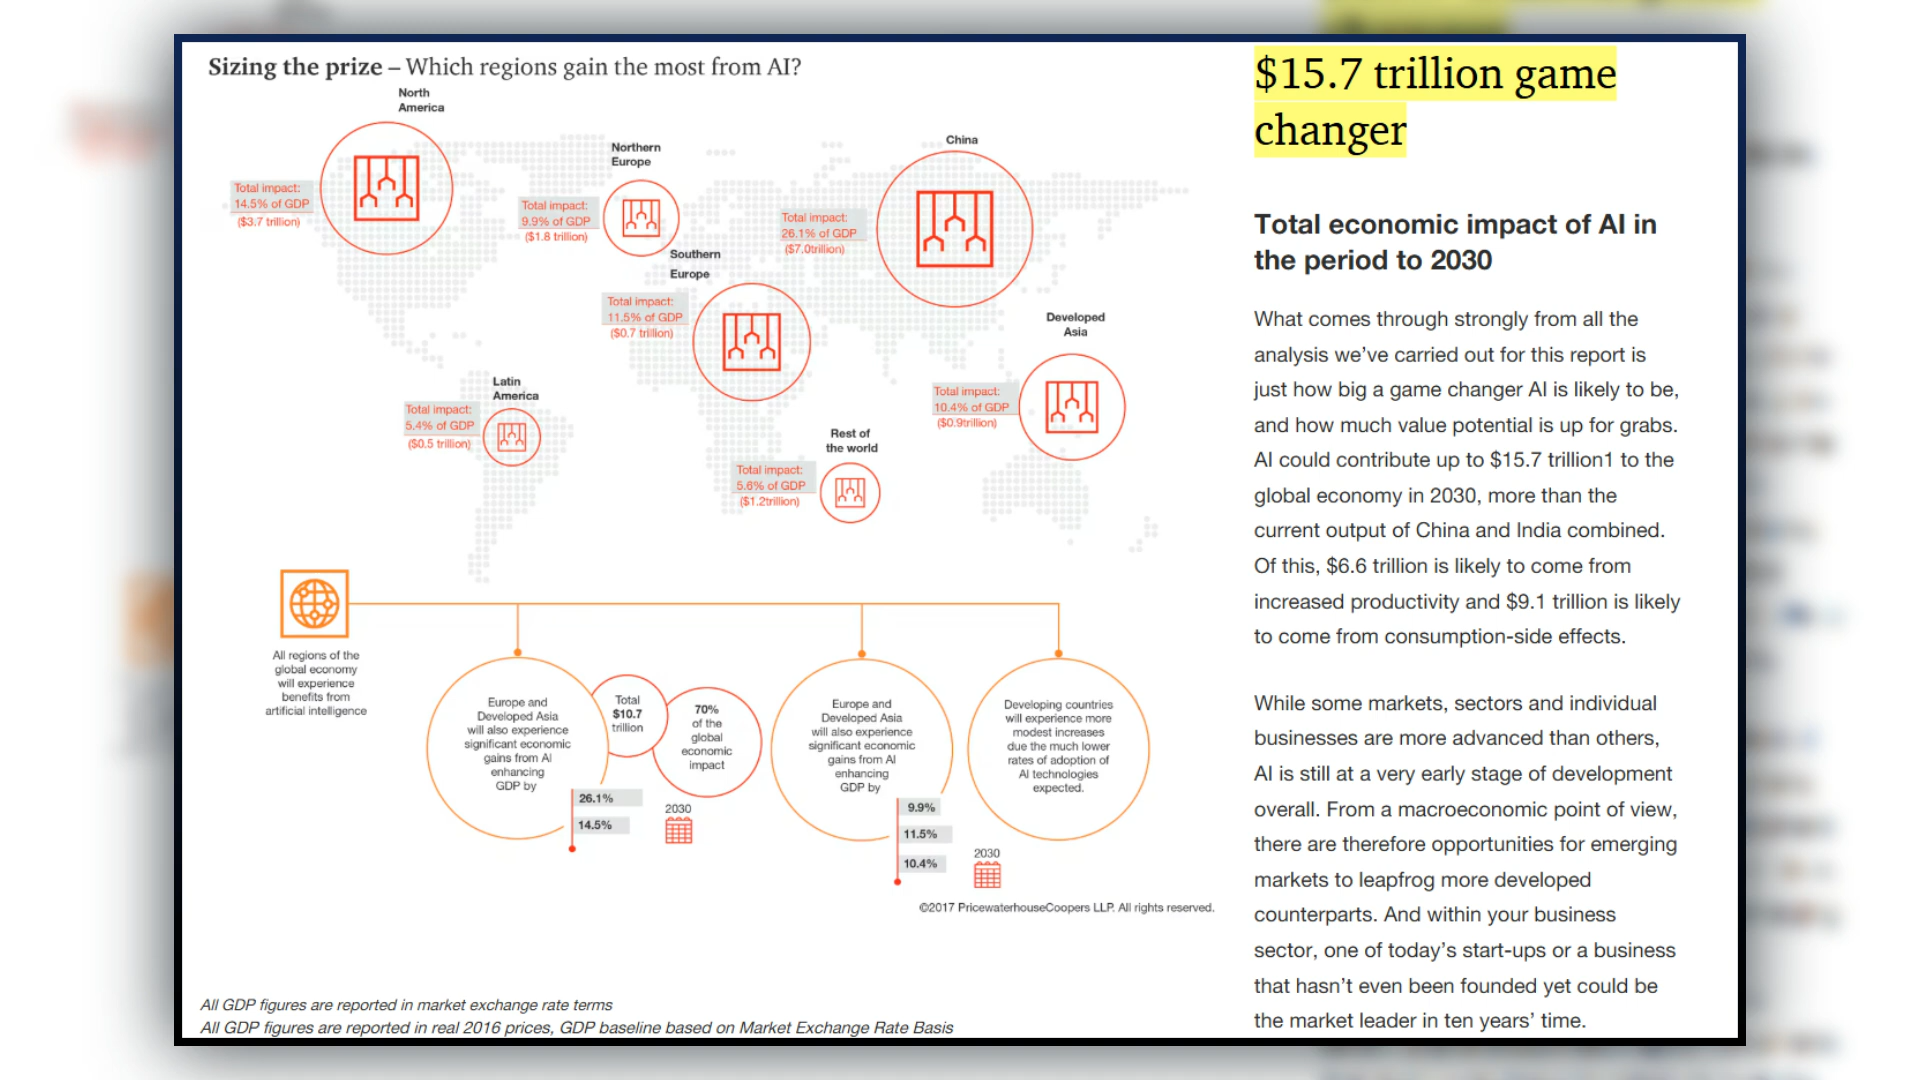 Sizing the prize – Which regions gain the most from AI?
North
America
Total impact:
14.5% of GDP
($3.7 trillion)
Northern
Europe
Total impact:
9.9% of GDP
($1.8 trillion)
China
Total impact:
26.1% of GDP
($7.0trillion)
Southern
Europe
Total impact:
11.5% of GDP
($0.7 trillion)
Developed
Asia
Total impact:
10.4% of GDP
($0.9trillion)
Latin
America
Total impact:
5.4% of GDP
($0.5 trillion)
Rest of
the world
Total impact:
5.6% of GDP
($1.2trillion)
All regions of the
global economy
will experience
benefits from
artificial intelligence
Europe and
Developed Asia
will also experience
significant economic
gains from AI
enhancing
GDP by
26.1%
14.5%
Total
$10.7
trillion
70%
of the
global
economic
impact
2030
Europe and
Developed Asia
will also experience
significant economic
gains from AI
enhancing
GDP by
9.9%
11.5%
10.4%
2030
Developing countries
will experience more
modest increases
due the much lower
rates of adoption of
AI technologies
expected.
©2017 PricewaterhouseCoopers LLP. All rights reserved.
All GDP figures are reported in market exchange rate terms
All GDP figures are reported in real 2016 prices, GDP baseline based on Market Exchange Rate Basis
$15.7 trillion game
changer
Total economic impact of AI in
the period to 2030
What comes through strongly from all the
analysis we’ve carried out for this report is
just how big a game changer AI is likely to be,
and how much value potential is up for grabs.
AI could contribute up to $15.7 trillion1 to the
global economy in 2030, more than the
current output of China and India combined.
Of this, $6.6 trillion is likely to come from
increased productivity and $9.1 trillion is likely
to come from consumption-side effects.
While some markets, sectors and individual
businesses are more advanced than others,
AI is still at a very early stage of development
overall. From a macroeconomic point of view,
there are therefore opportunities for emerging
markets to leapfrog more developed
counterparts. And within your business
sector, one of today’s start-ups or a business
that hasn’t even been founded yet could be
the market leader in ten years’ time.